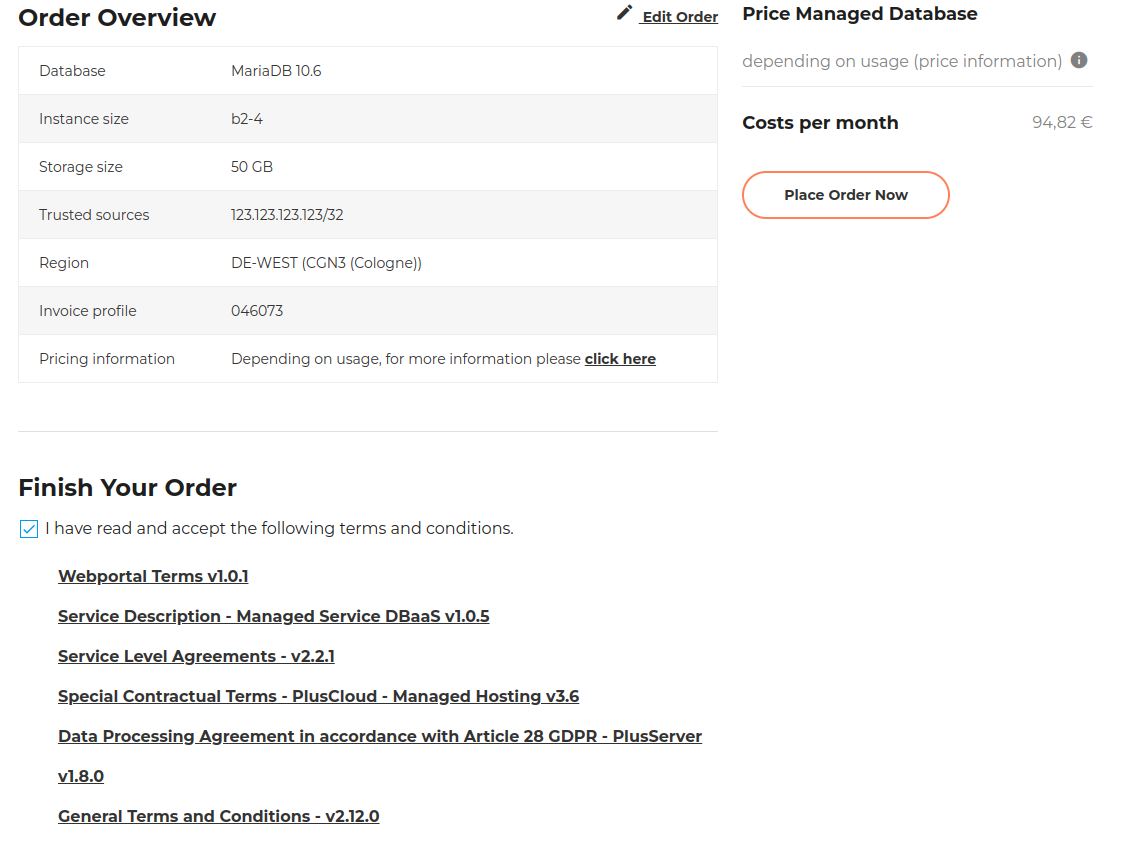 Order Overview
Edit Order
Database MariaDB 10.6
Instance size b2-4
Storage size 50 GB
Trusted sources 123.123.123.123/32
Region DE-WEST (CGN3 (Cologne))
Invoice profile 046073
Pricing information Depending on usage, for more information please click here
Finish Your Order
I have read and accept the following terms and conditions.
Webportal Terms v1.0.1
Service Description - Managed Service DBaaS v1.0.5
Service Level Agreements - v2.2.1
Special Contractual Terms - PlusCloud - Managed Hosting v3.6
Data Processing Agreement in accordance with Article 28 GDPR - PlusServer
v1.8.0
General Terms and Conditions - v2.12.0
Price Managed Database
depending on usage (price information)
Costs per month 94,82 €
Place Order Now